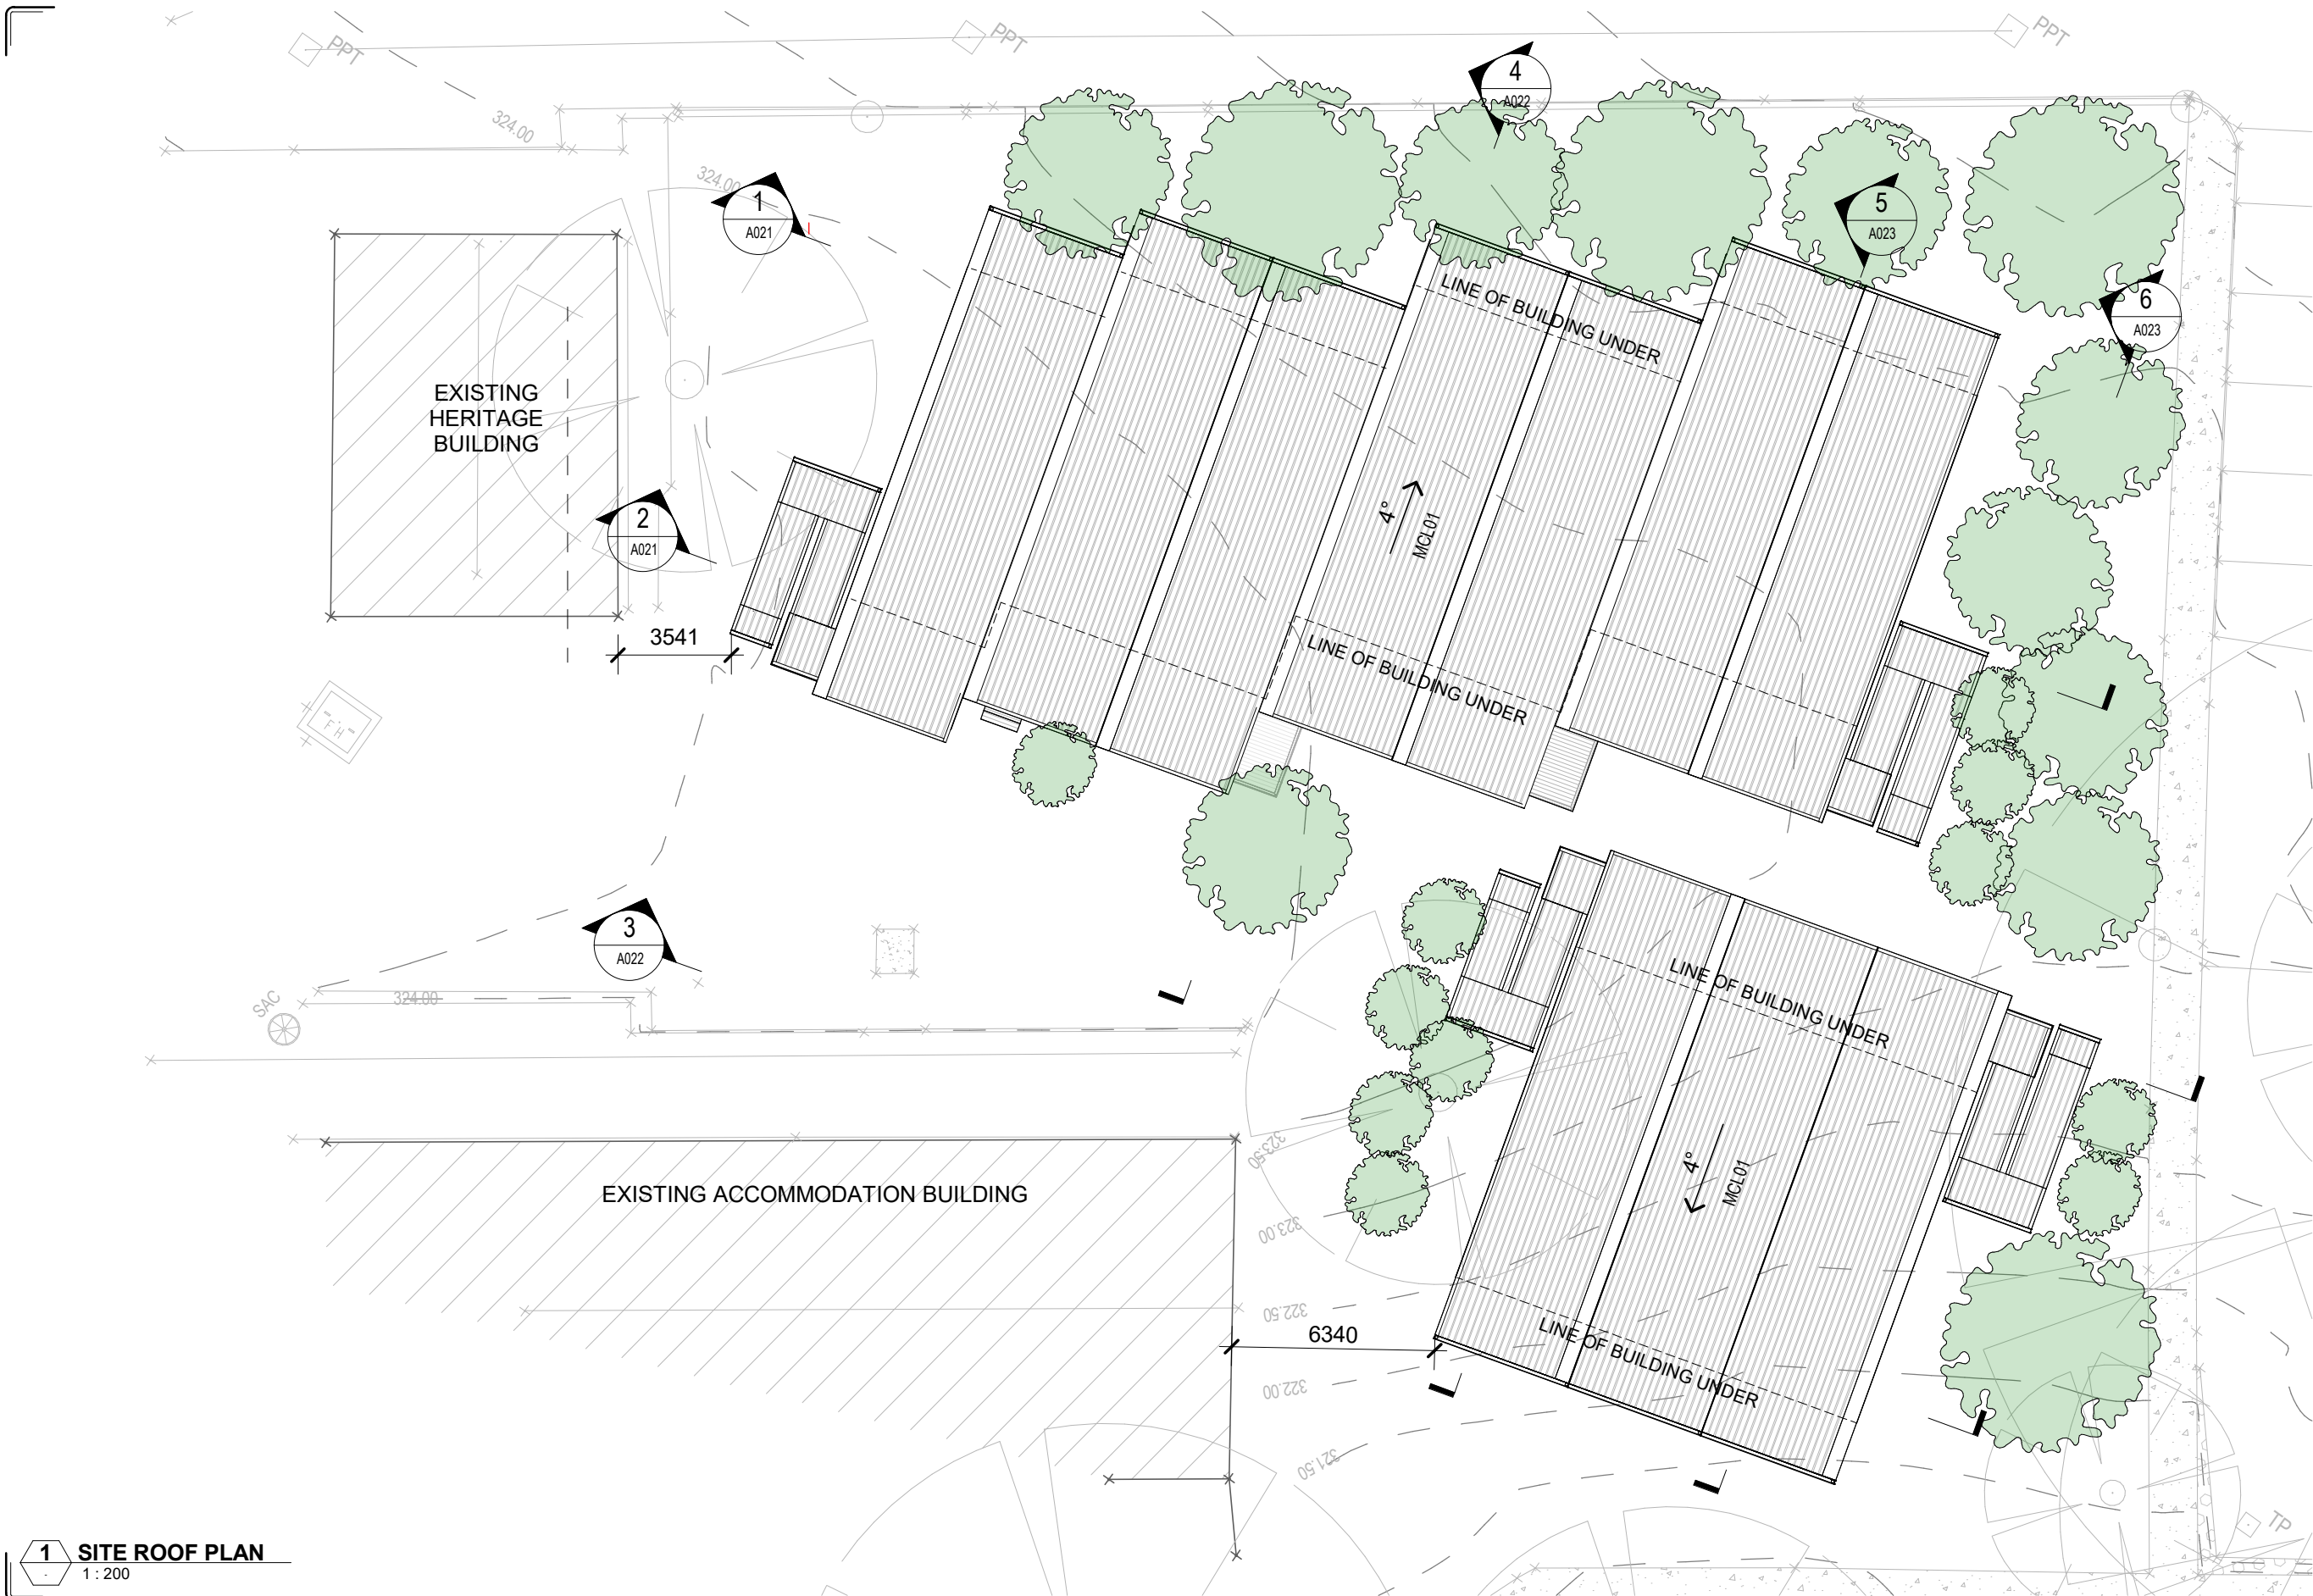 PPT
PPT
PPT
4
A022
324.00
324.00
1
A021
5
A023
6
A023
LINE OF BUILDING UNDER
EXISTING
HERITAGE
BUILDING
4°
MCL01
2
A021
3541
LINE OF BUILDING UNDER
F.H
3
A022
SAC
324.00
LINE OF BUILDING UNDER
323.50
EXISTING ACCOMMODATION BUILDING
4°
MCL01
323.00
322.50
6340
LINE OF BUILDING UNDER
322.00
321.50
TP
1
SITE ROOF PLAN
-
1 : 200